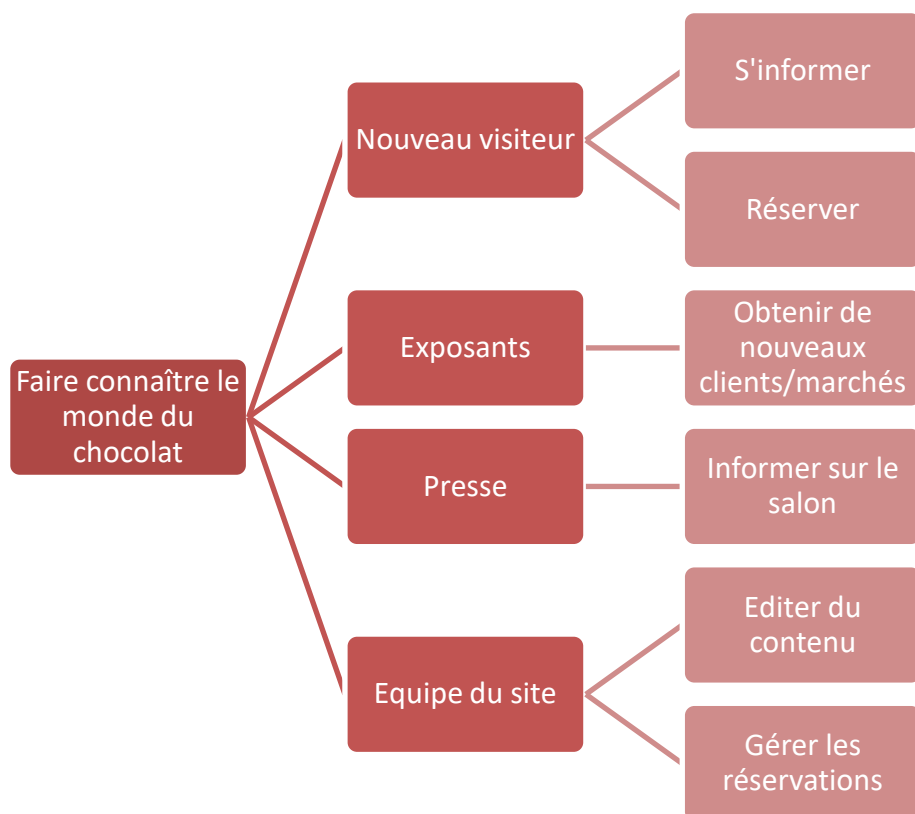 Faire connaître le
monde du
chocolat
Nouveau visiteur
S'informer
Réserver
Exposants
Obtenir de
nouveaux
clients/marchés
Presse
Informer sur le
salon
Equipe du site
Editer du
contenu
Gérer les
réservations